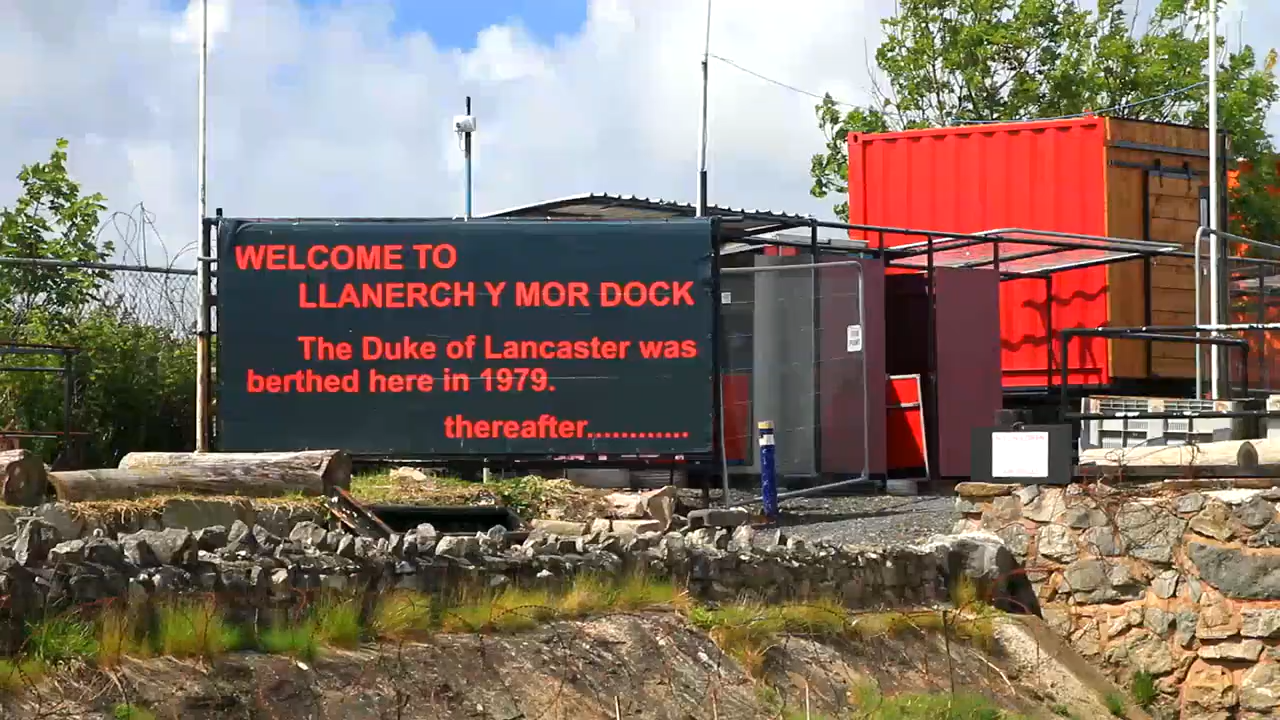 WELCOME TO
LLANERCH Y MOR DOCK
The Duke of Lancaster was
berthed here in 1979.
thereafter............